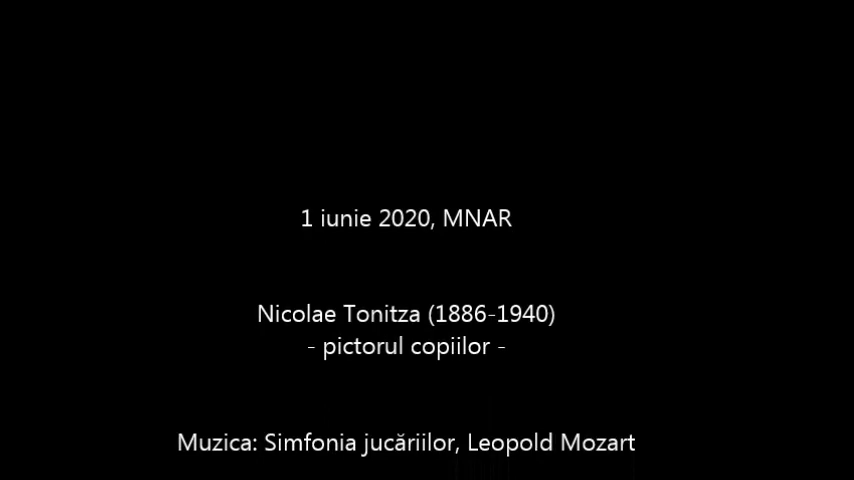 1 iunie 2020, MNAR
Nicolae Tonitza (1886-1940)
- pictorul copiilor -
Muzica: Simfonia jucăriilor, Leopold Mozart